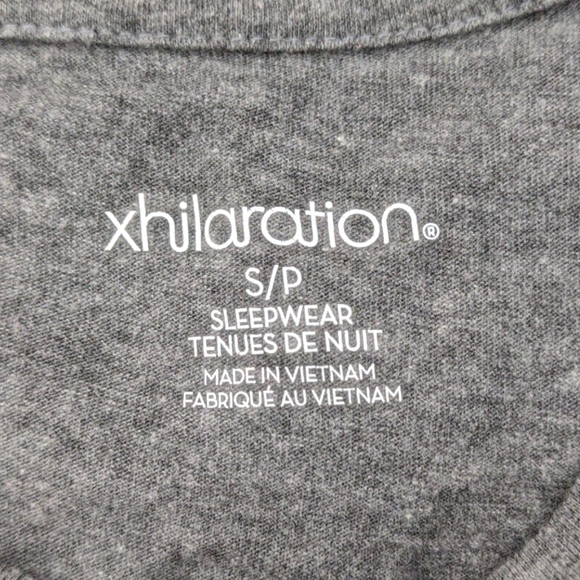 xhilaration®
S/P
SLEEPWEAR
TENUES DE NUIT
MADE IN VIETNAM
FABRIQUÉ AU VIETNAM